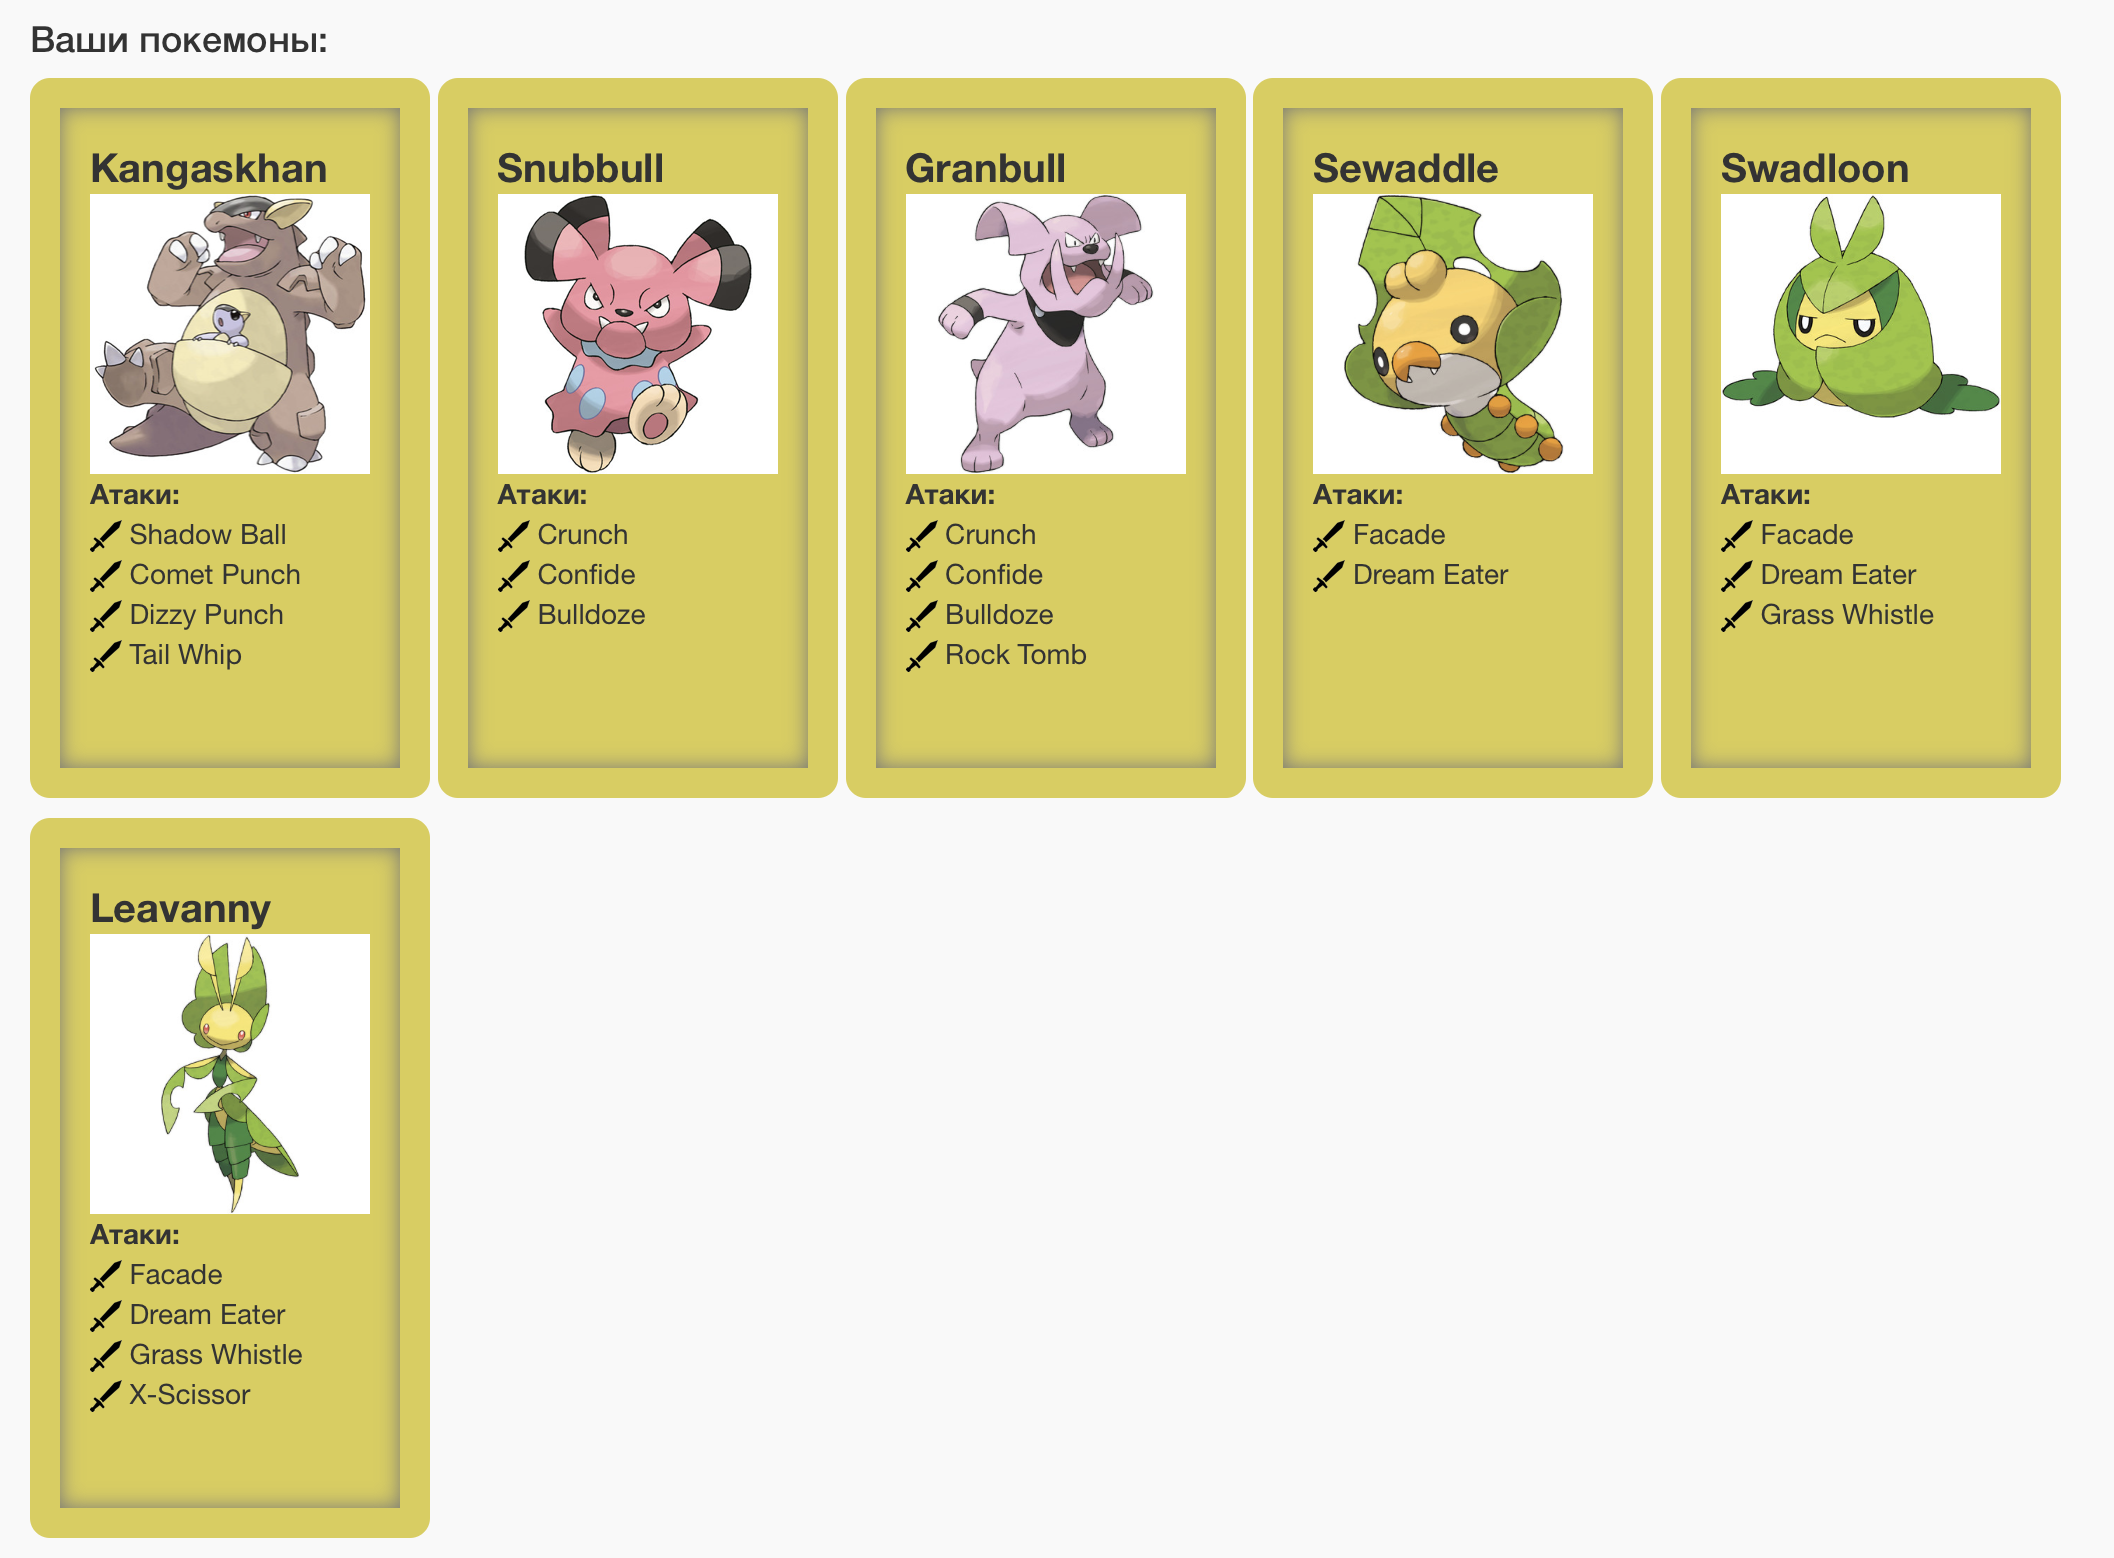 Ваши покемоны:
Kangaskhan
Атаки:
Shadow Ball
Comet Punch
Dizzy Punch
Tail Whip
Snubbull
Атаки:
Crunch
Confide
Bulldoze
Granbull
Атаки:
Crunch
Confide
Bulldoze
Rock Tomb
Sewaddle
Атаки:
Facade
Dream Eater
Swadloon
Атаки:
Facade
Dream Eater
Grass Whistle
Leavanny
Атаки:
Facade
Dream Eater
Grass Whistle
X-Scissor